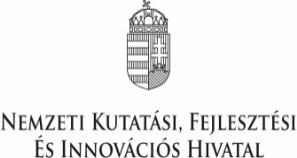 NEMZETI KUTATÁSI, FEJLESZTÉSI
ÉS INNOVÁCIÓS HIVATAL